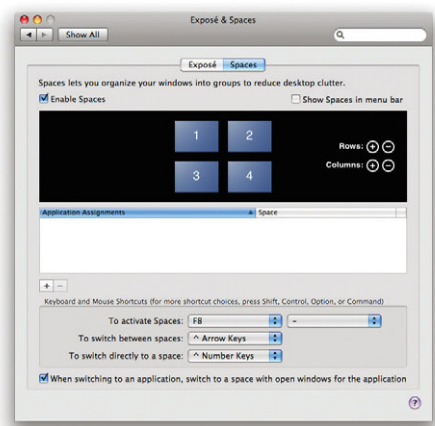 Exposé & Spaces
Show All
Exposé Spaces
Spaces lets you organize your windows into groups to reduce desktop clutter.
Enable Spaces Show Spaces in menu bar
1 2
Rows: + −
Columns: + −
3 4
Application Assignments Space
+ −
Keyboard and Mouse Shortcuts (for more shortcut choices, press Shift, Control, Option, or Command)
To activate Spaces: F8 –
To switch between spaces: ^ Arrow Keys
To switch directly to a space: ^ Number Keys
When switching to an application, switch to a space with open windows for the application
?